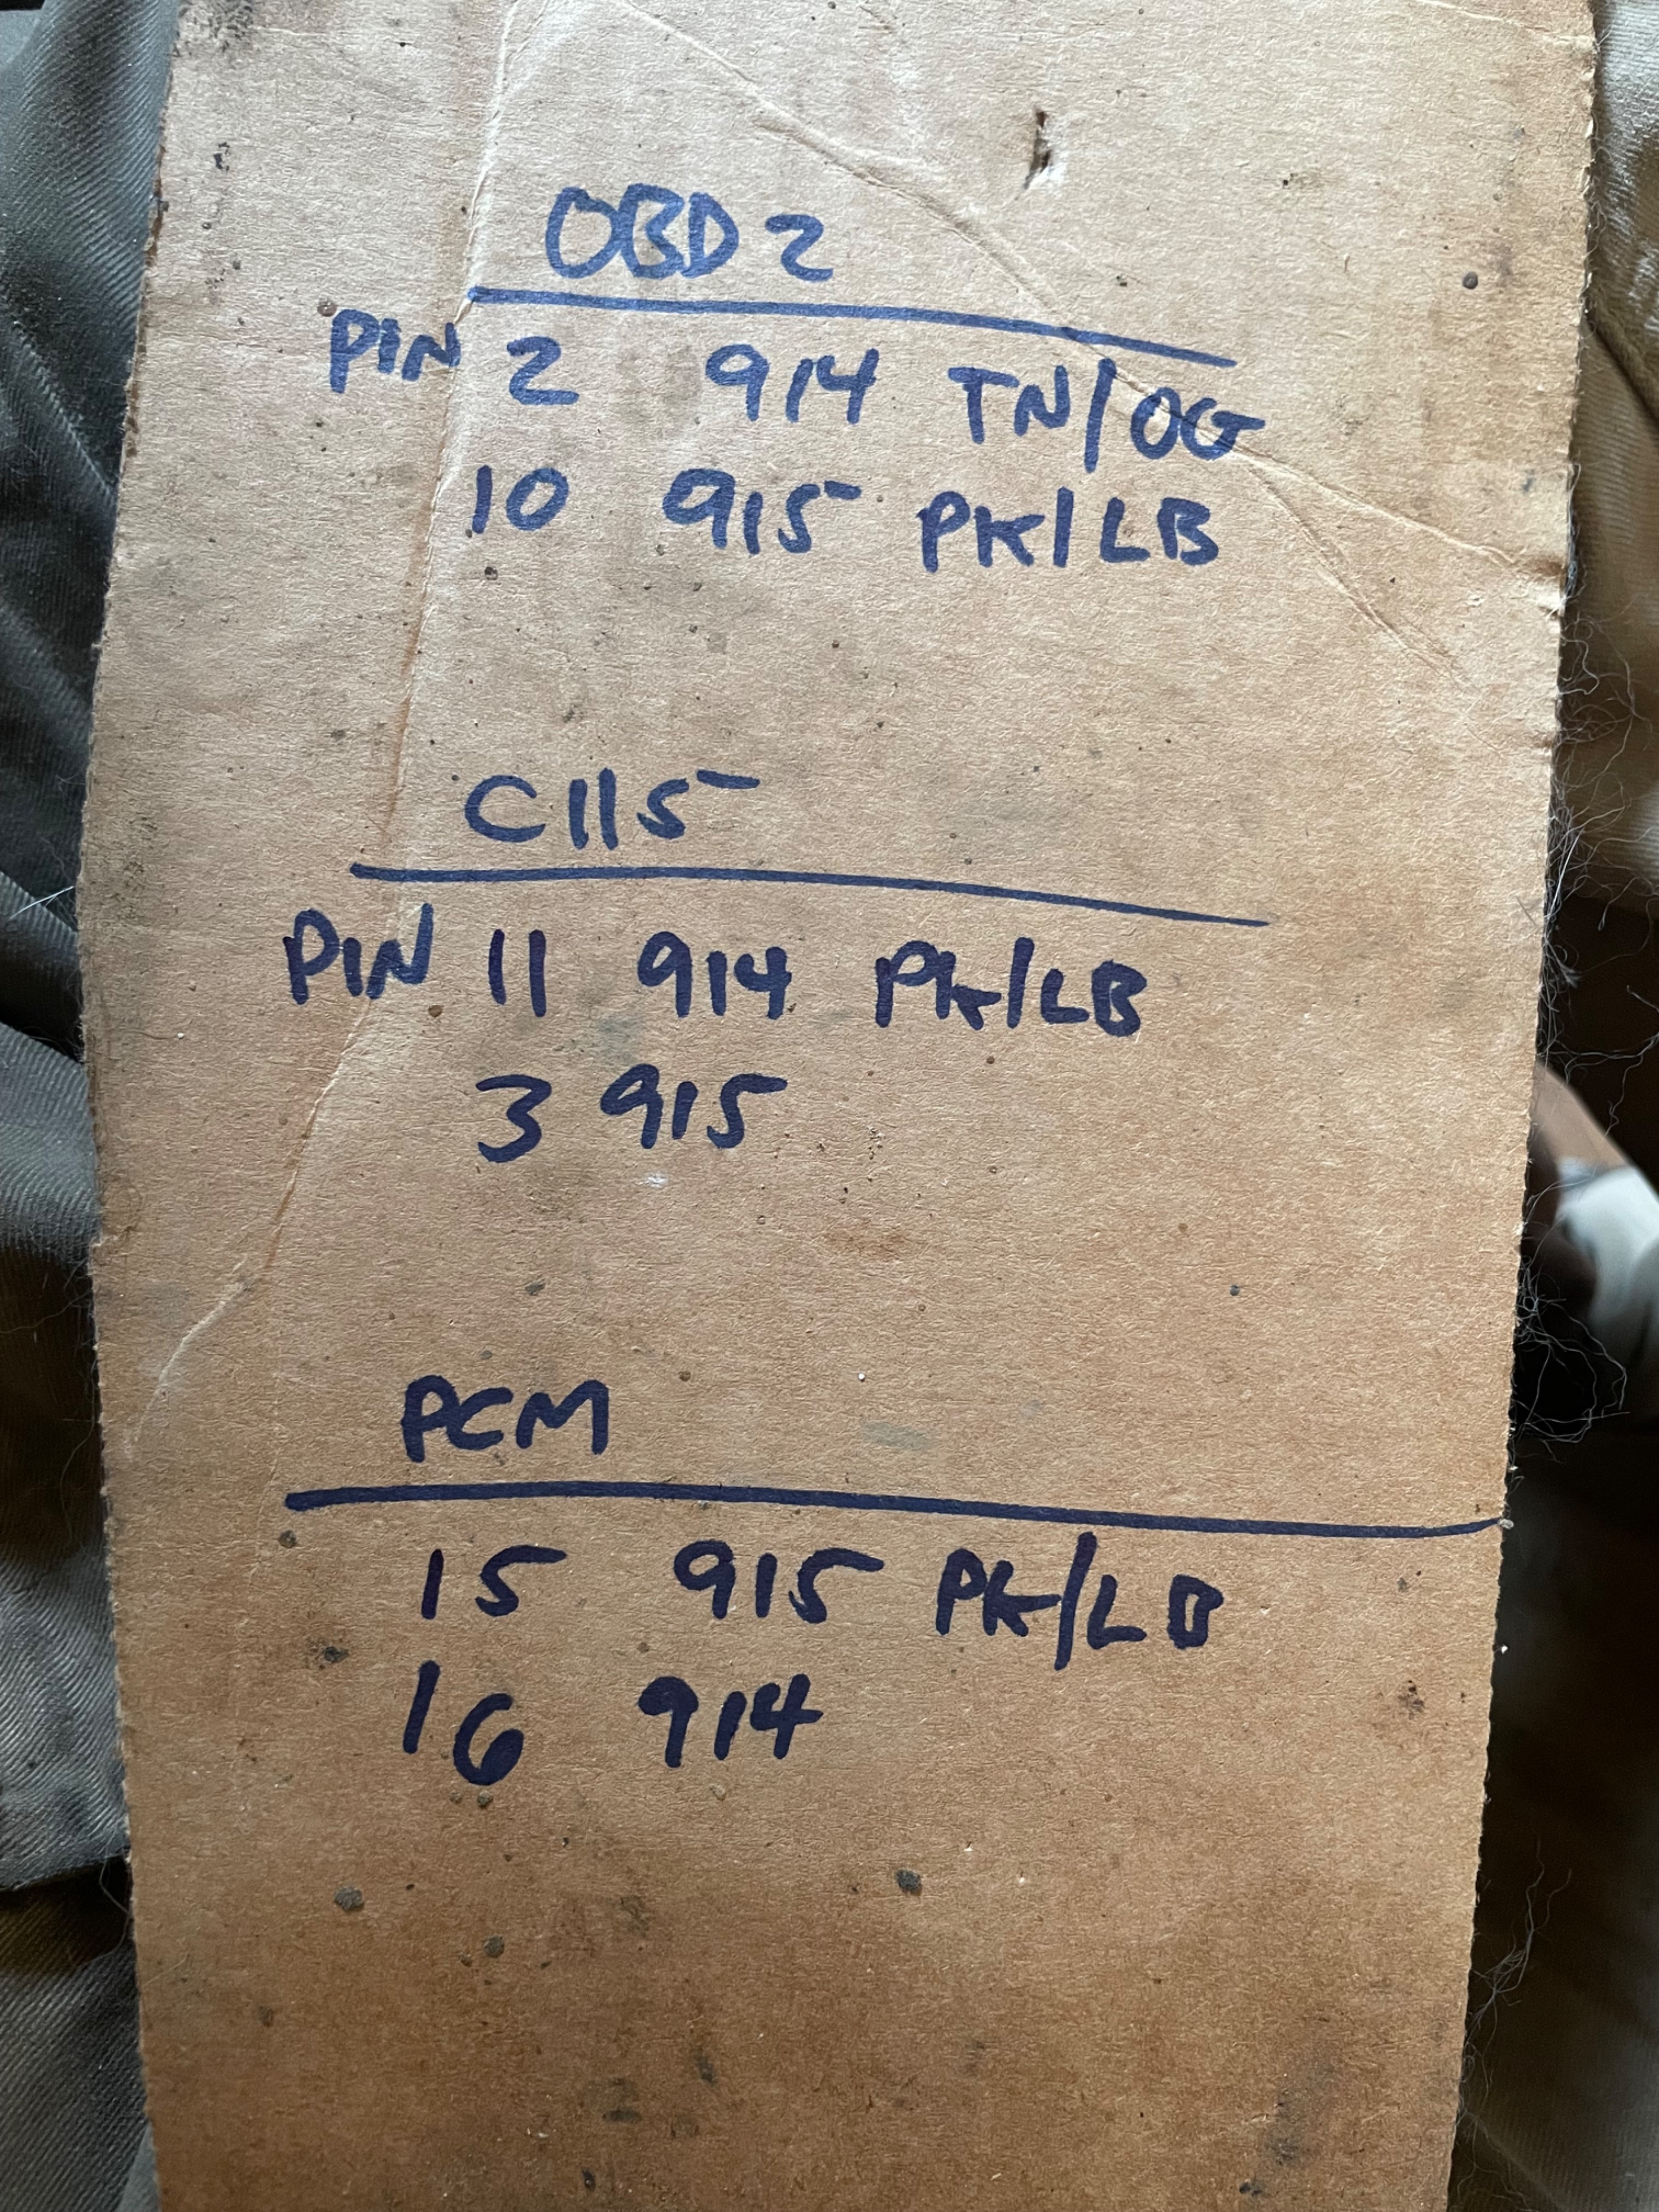 OBD2
PIN 2 914 TN/OG
10 915 PK/LB
C115
PIN 11 914 PK/LB
3 915
PCM
15 915 PK/LB
16 914